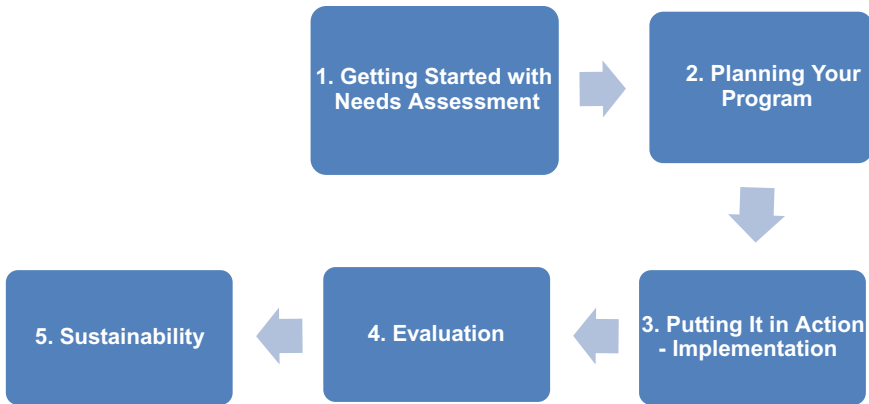 1. Getting Started with
Needs Assessment
2. Planning Your
Program
3. Putting It in Action
- Implementation
4. Evaluation
5. Sustainability